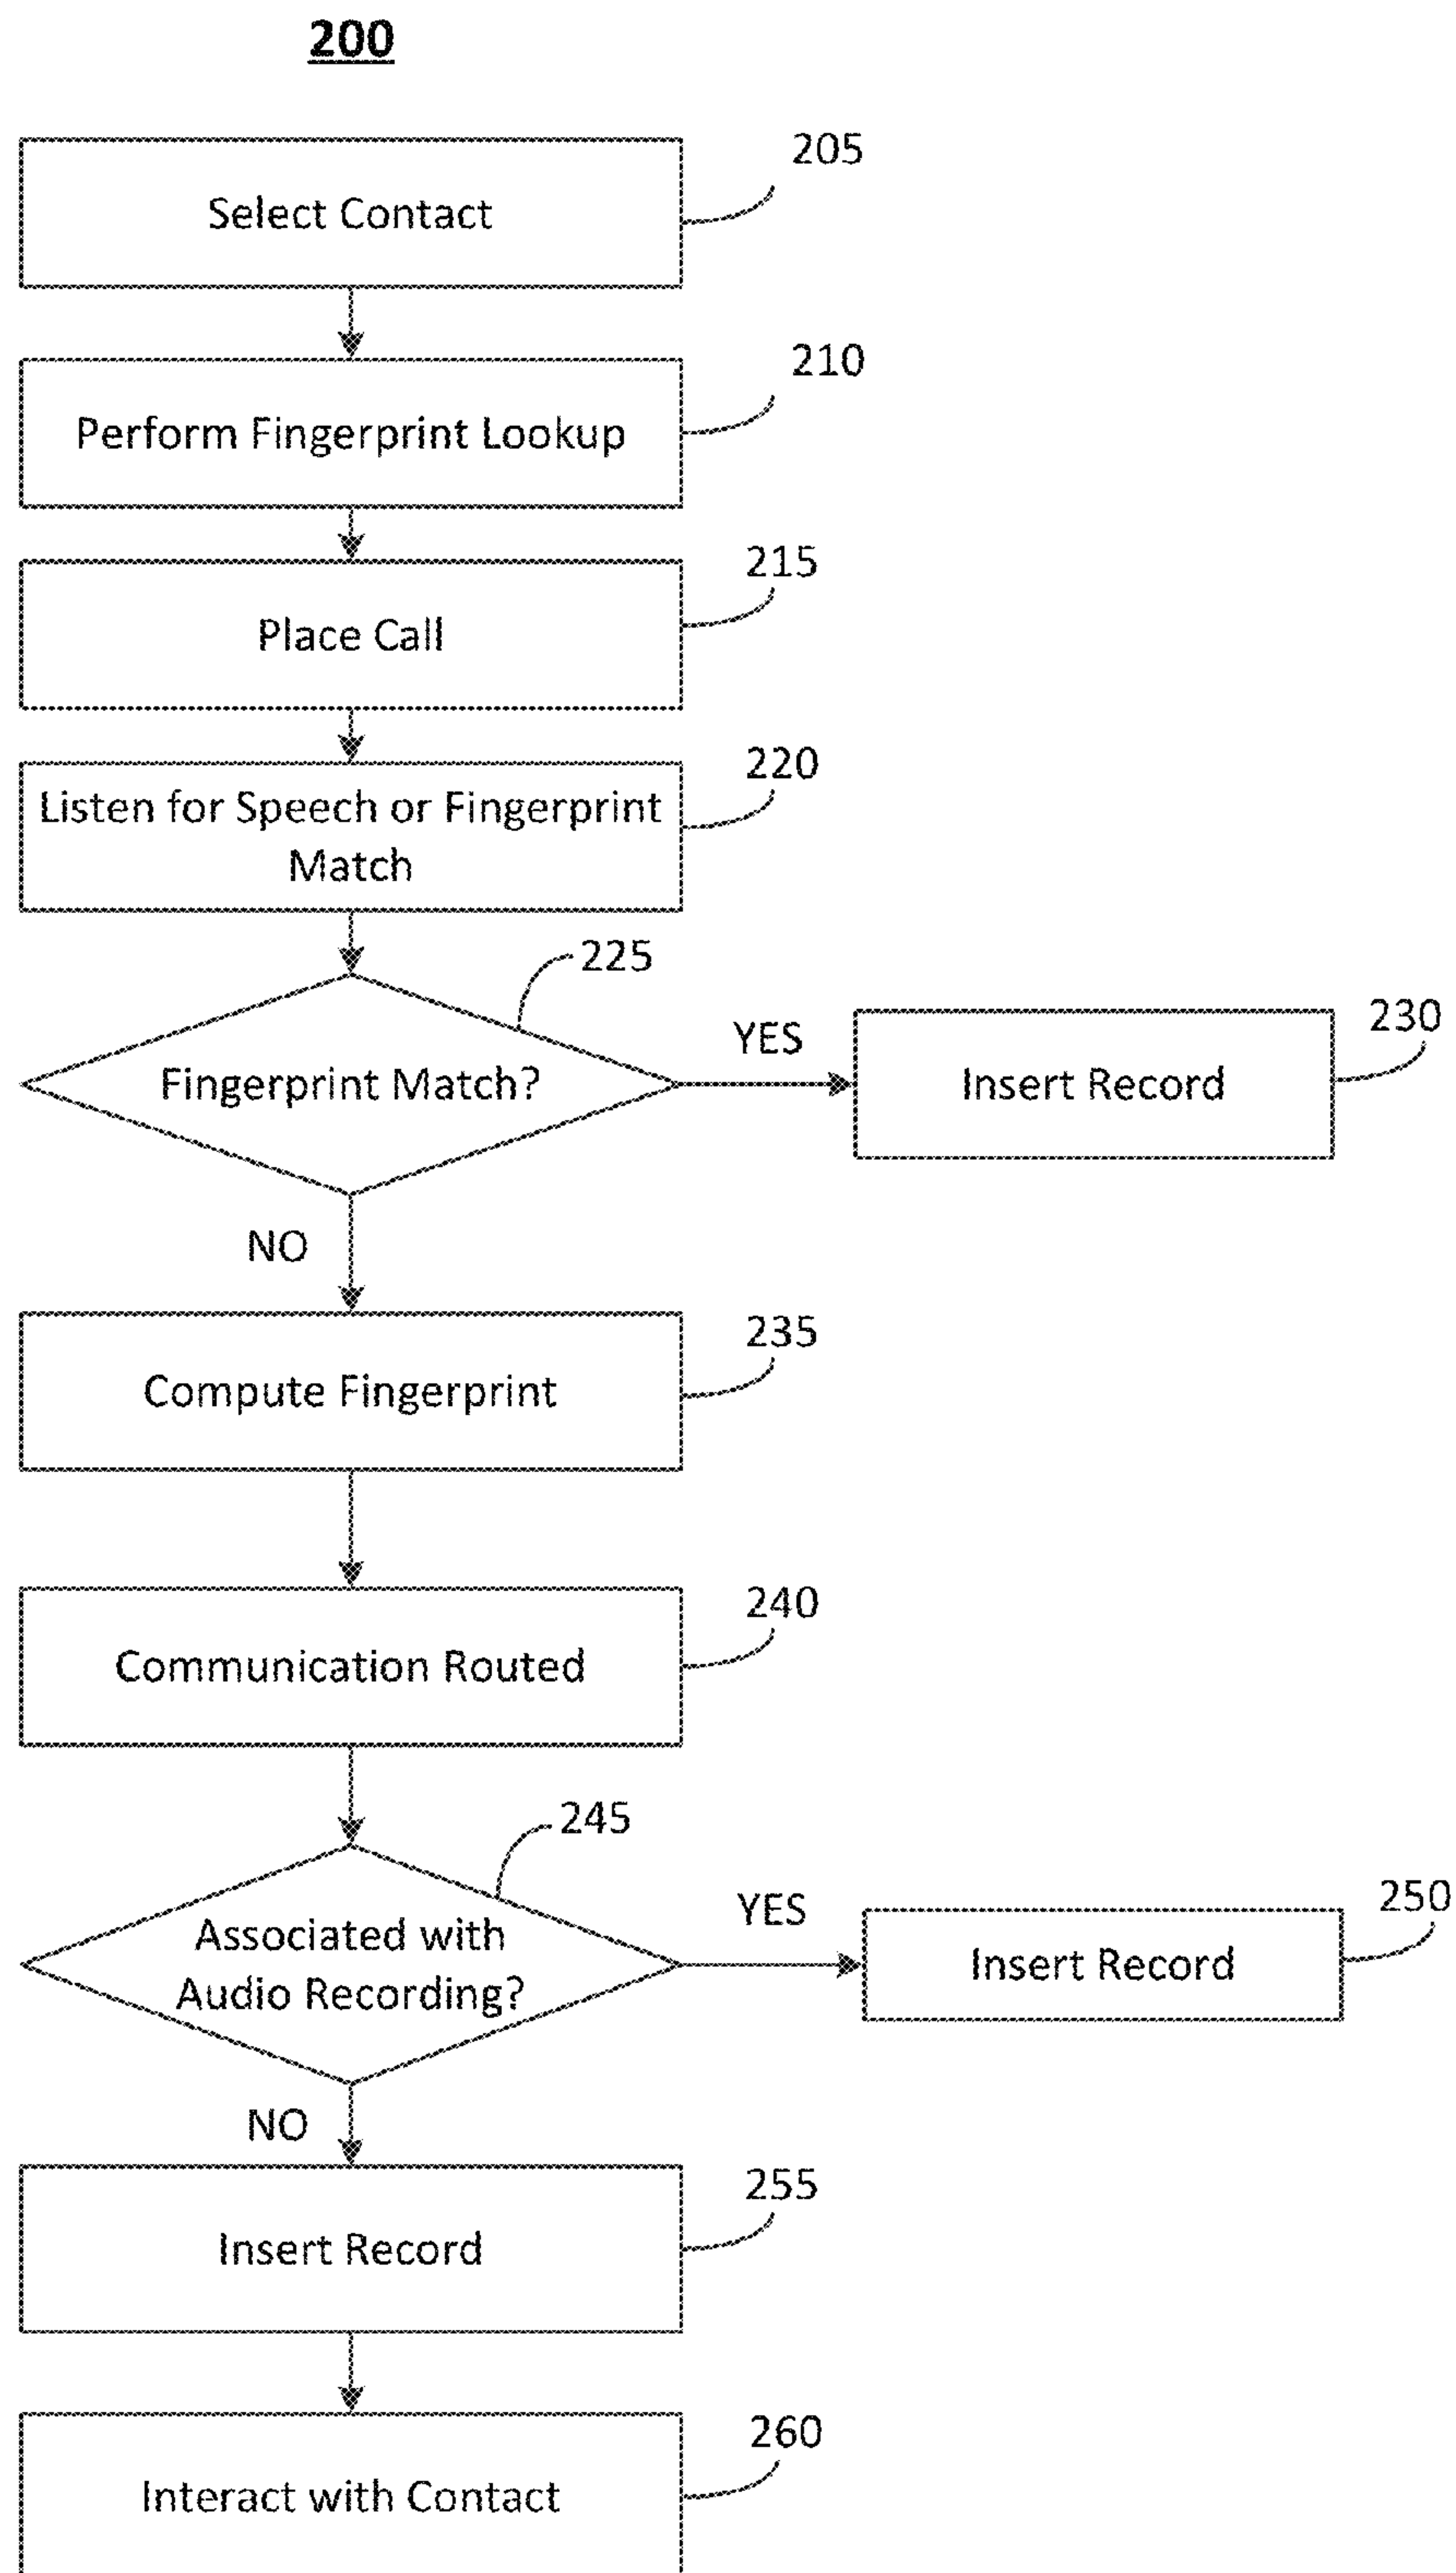 200
205
Select Contact
210
Perform Fingerprint Lookup
215
Place Call
220
Listen for Speech or Fingerprint
Match
225
YES
230
Fingerprint Match?
Insert Record
NO
235
Compute Fingerprint
240
Communication Routed
245
YES
250
Associated with
Audio Recording?
Insert Record
NO
255
Insert Record
260
Interact with Contact